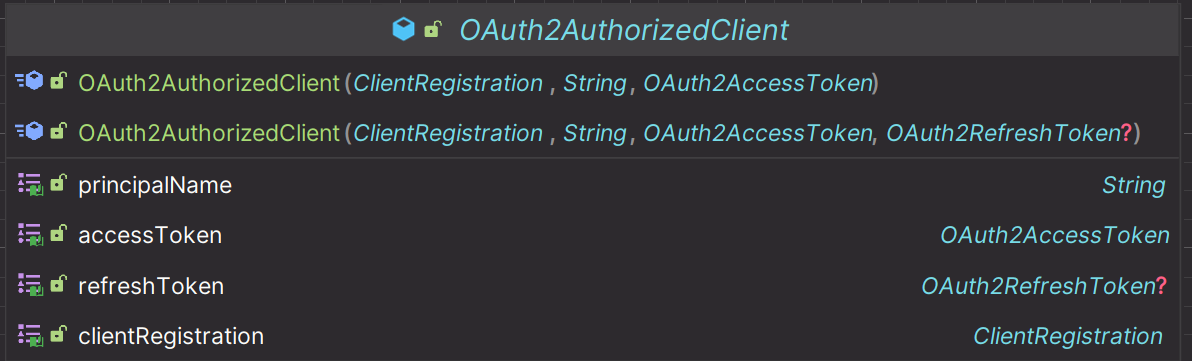 OAuth2AuthorizedClient
OAuth2AuthorizedClient(ClientRegistration , String, OAuth2AccessToken)
OAuth2AuthorizedClient(ClientRegistration , String, OAuth2AccessToken, OAuth2RefreshToken?)
principalName String
accessToken OAuth2AccessToken
refreshToken OAuth2RefreshToken?
clientRegistration ClientRegistration